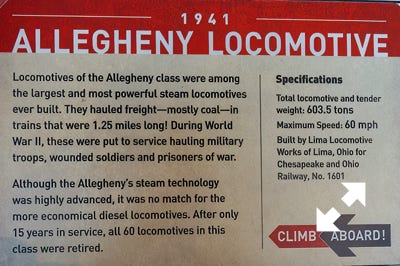 1941
ALLEGHENY LOCOMOTIVE
Locomotives of the Allegheny class were among
the largest and most powerful steam locomotives
ever built. They hauled freight—mostly coal—in
trains that were 1.25 miles long! During World
War II, these were put to service hauling military
troops, wounded soldiers and prisoners of war.
Although the Allegheny's steam technology
was highly advanced, it was no match for the
more economical diesel locomotives. After only
15 years in service, all 60 locomotives in this
class were retired.
Specifications
Total locomotive and tender
weight: 603.5 tons
Maximum Speed: 60 mph
Built by Lima Locomotive
Works of Lima, Ohio for
Chesapeake and Ohio
Railway, No. 1601
CLIMB ABOARD!